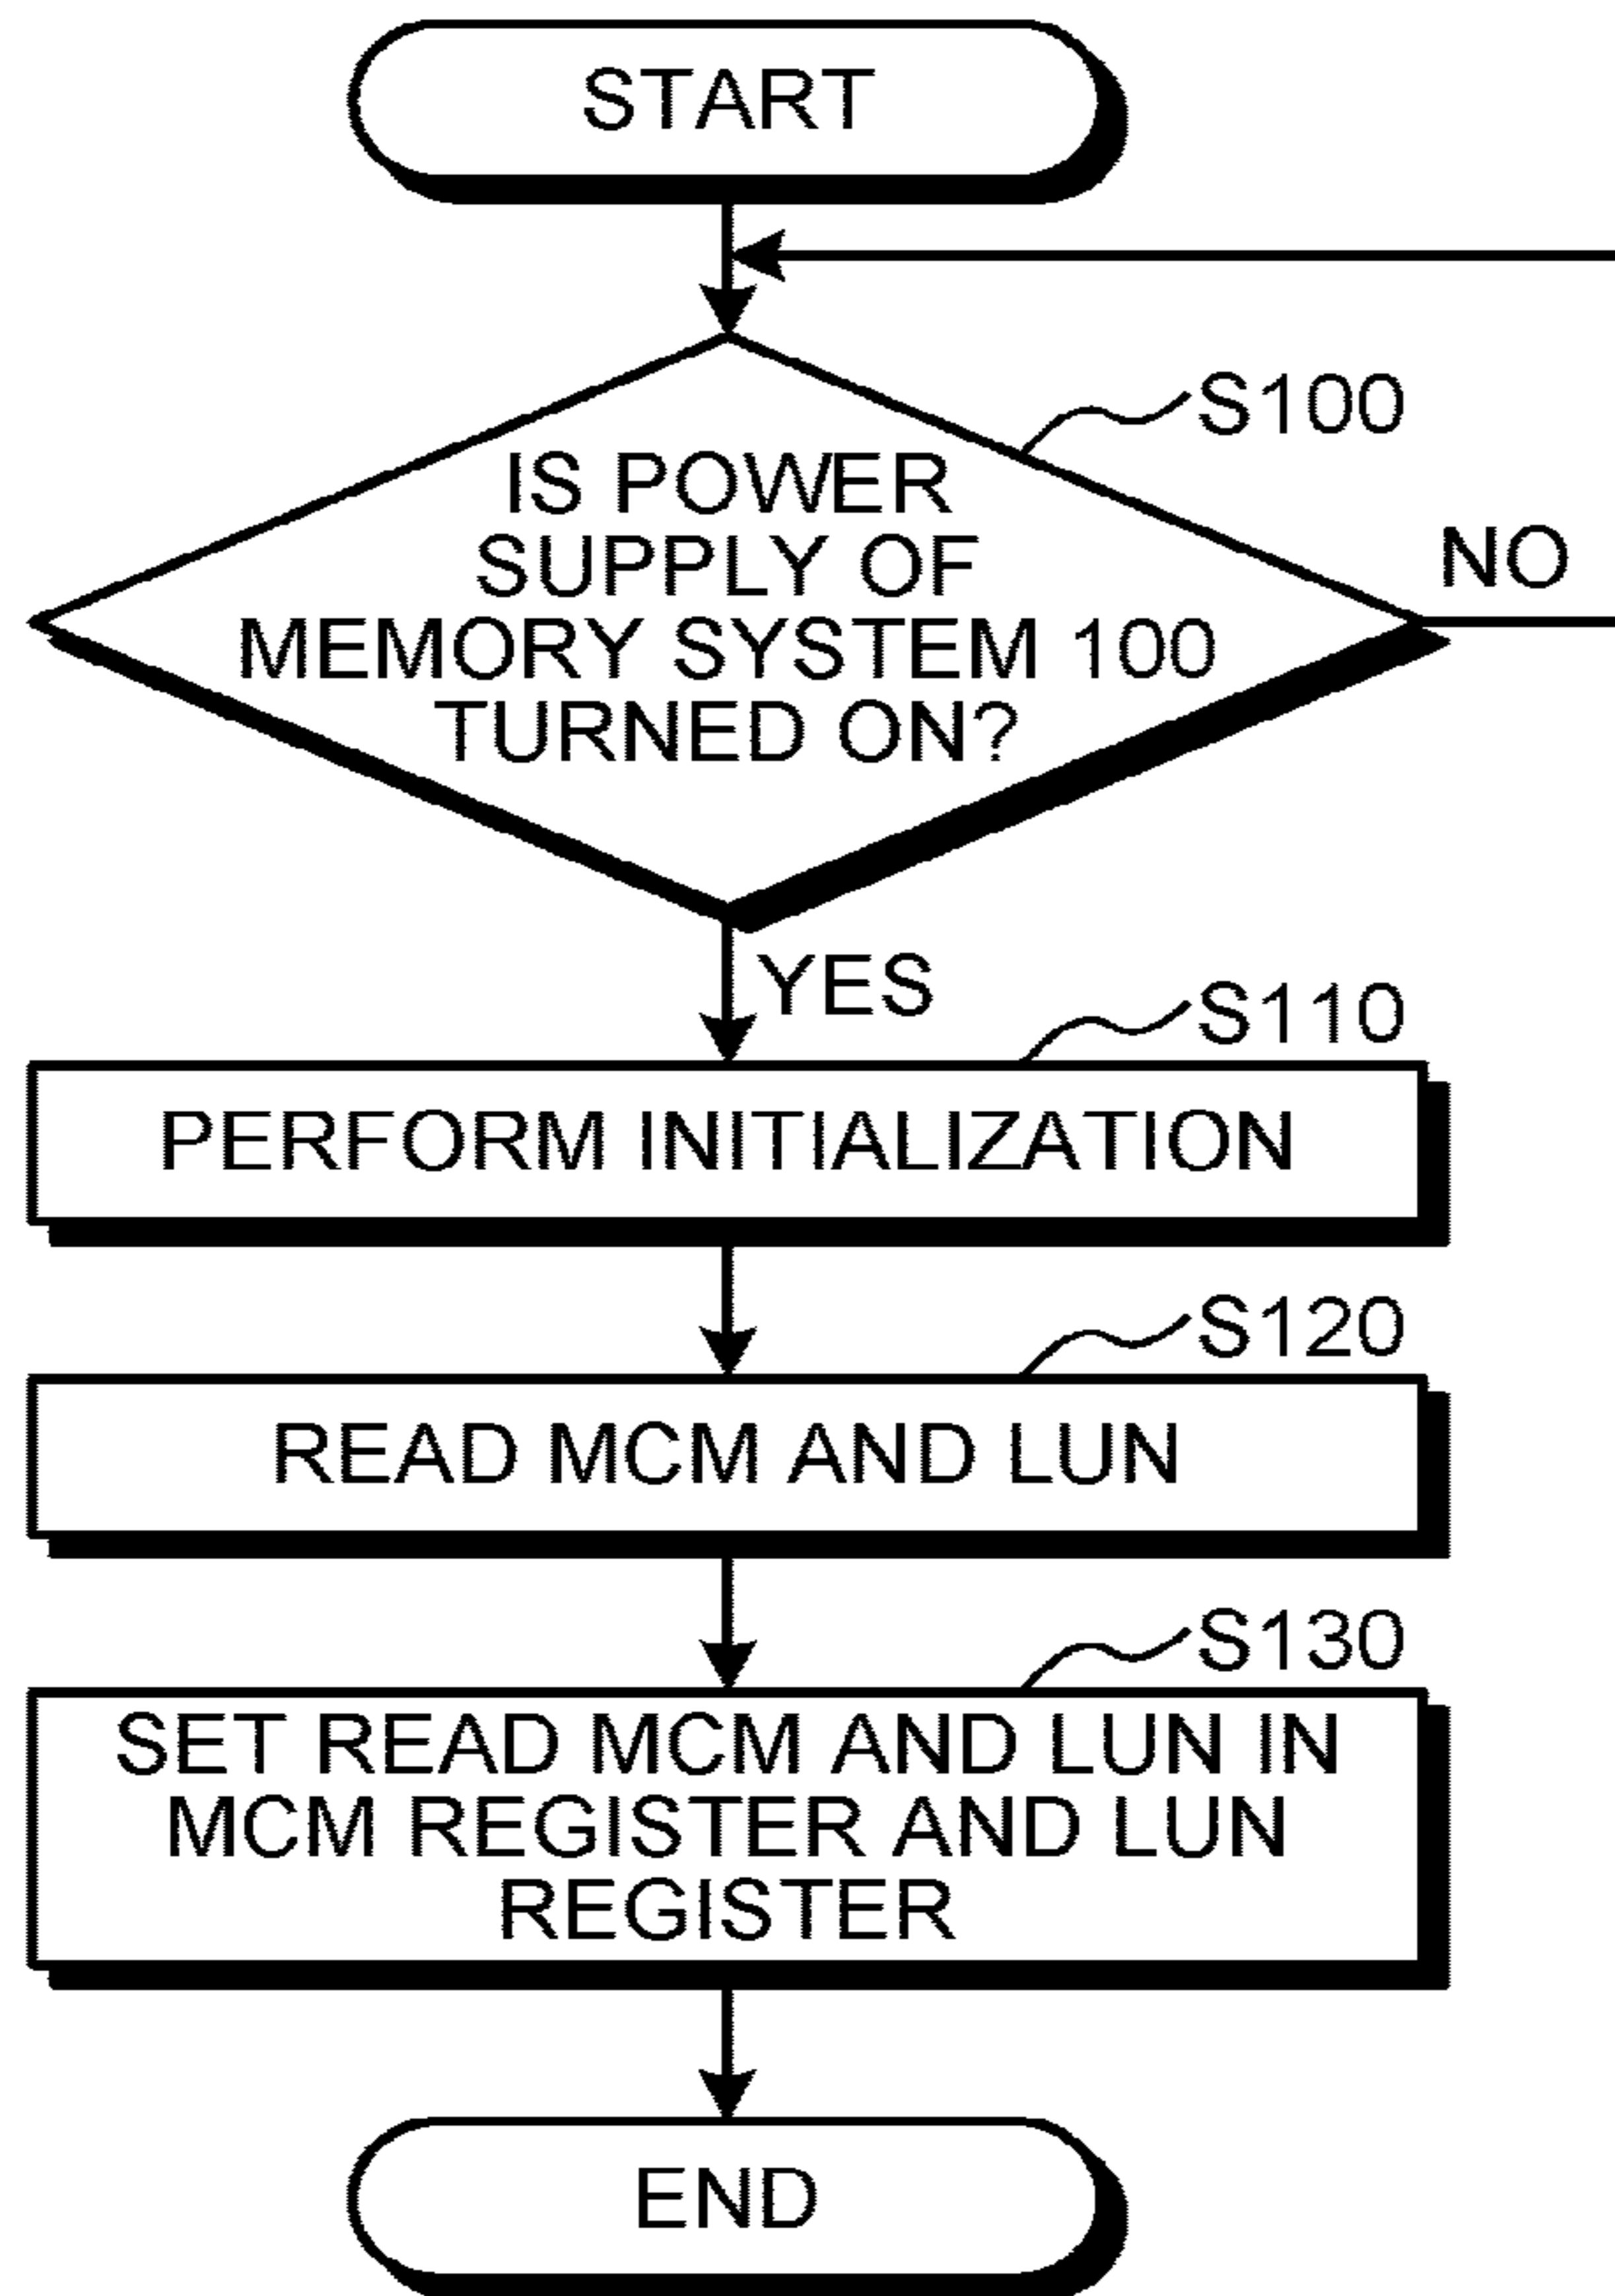 START
S100
IS POWER
SUPPLY OF
MEMORY SYSTEM 100
TURNED ON?
NO
YES
S110
PERFORM INITIALIZATION
S120
READ MCM AND LUN
S130
SET READ MCM AND LUN IN
MCM REGISTER AND LUN
REGISTER
END